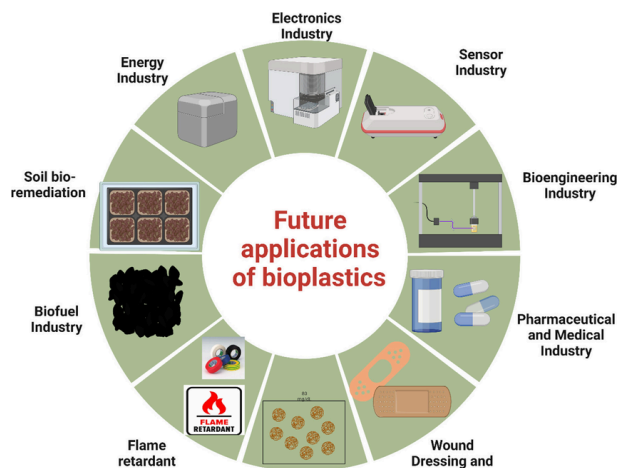 Electronics
Industry
Energy
Industry
Sensor
Industry
Soil bio-
remediation
Bioengineering
Industry
Future
applications
of bioplastics
Biofuel
Industry
Pharmaceutical
and Medical
Industry
FLAME
RETARDANT
Flame
retardant
Wound
Dressing and